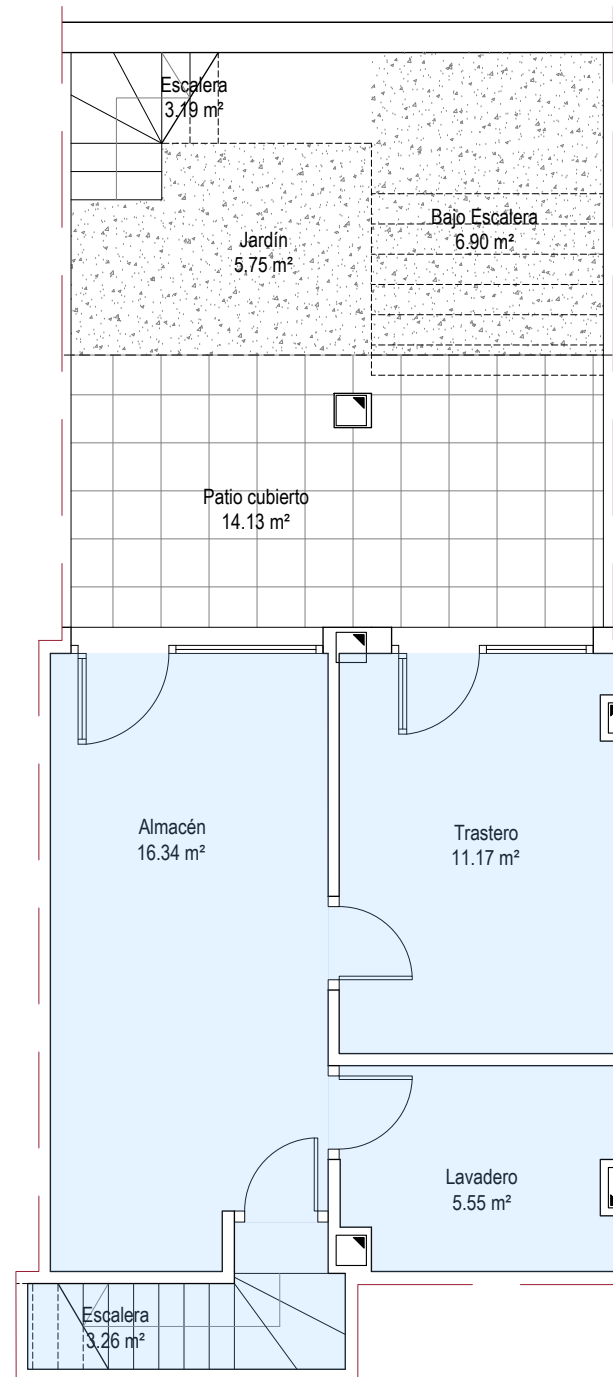 Escalera
3.19 m²
Bajo Escalera
6.90 m²
Jardín
5.75 m²
Patio cubierto
14.13 m²
Almacén
16.34 m²
Trastero
11.17 m²
Lavadero
5.55 m²
Escalera
3.26 m²